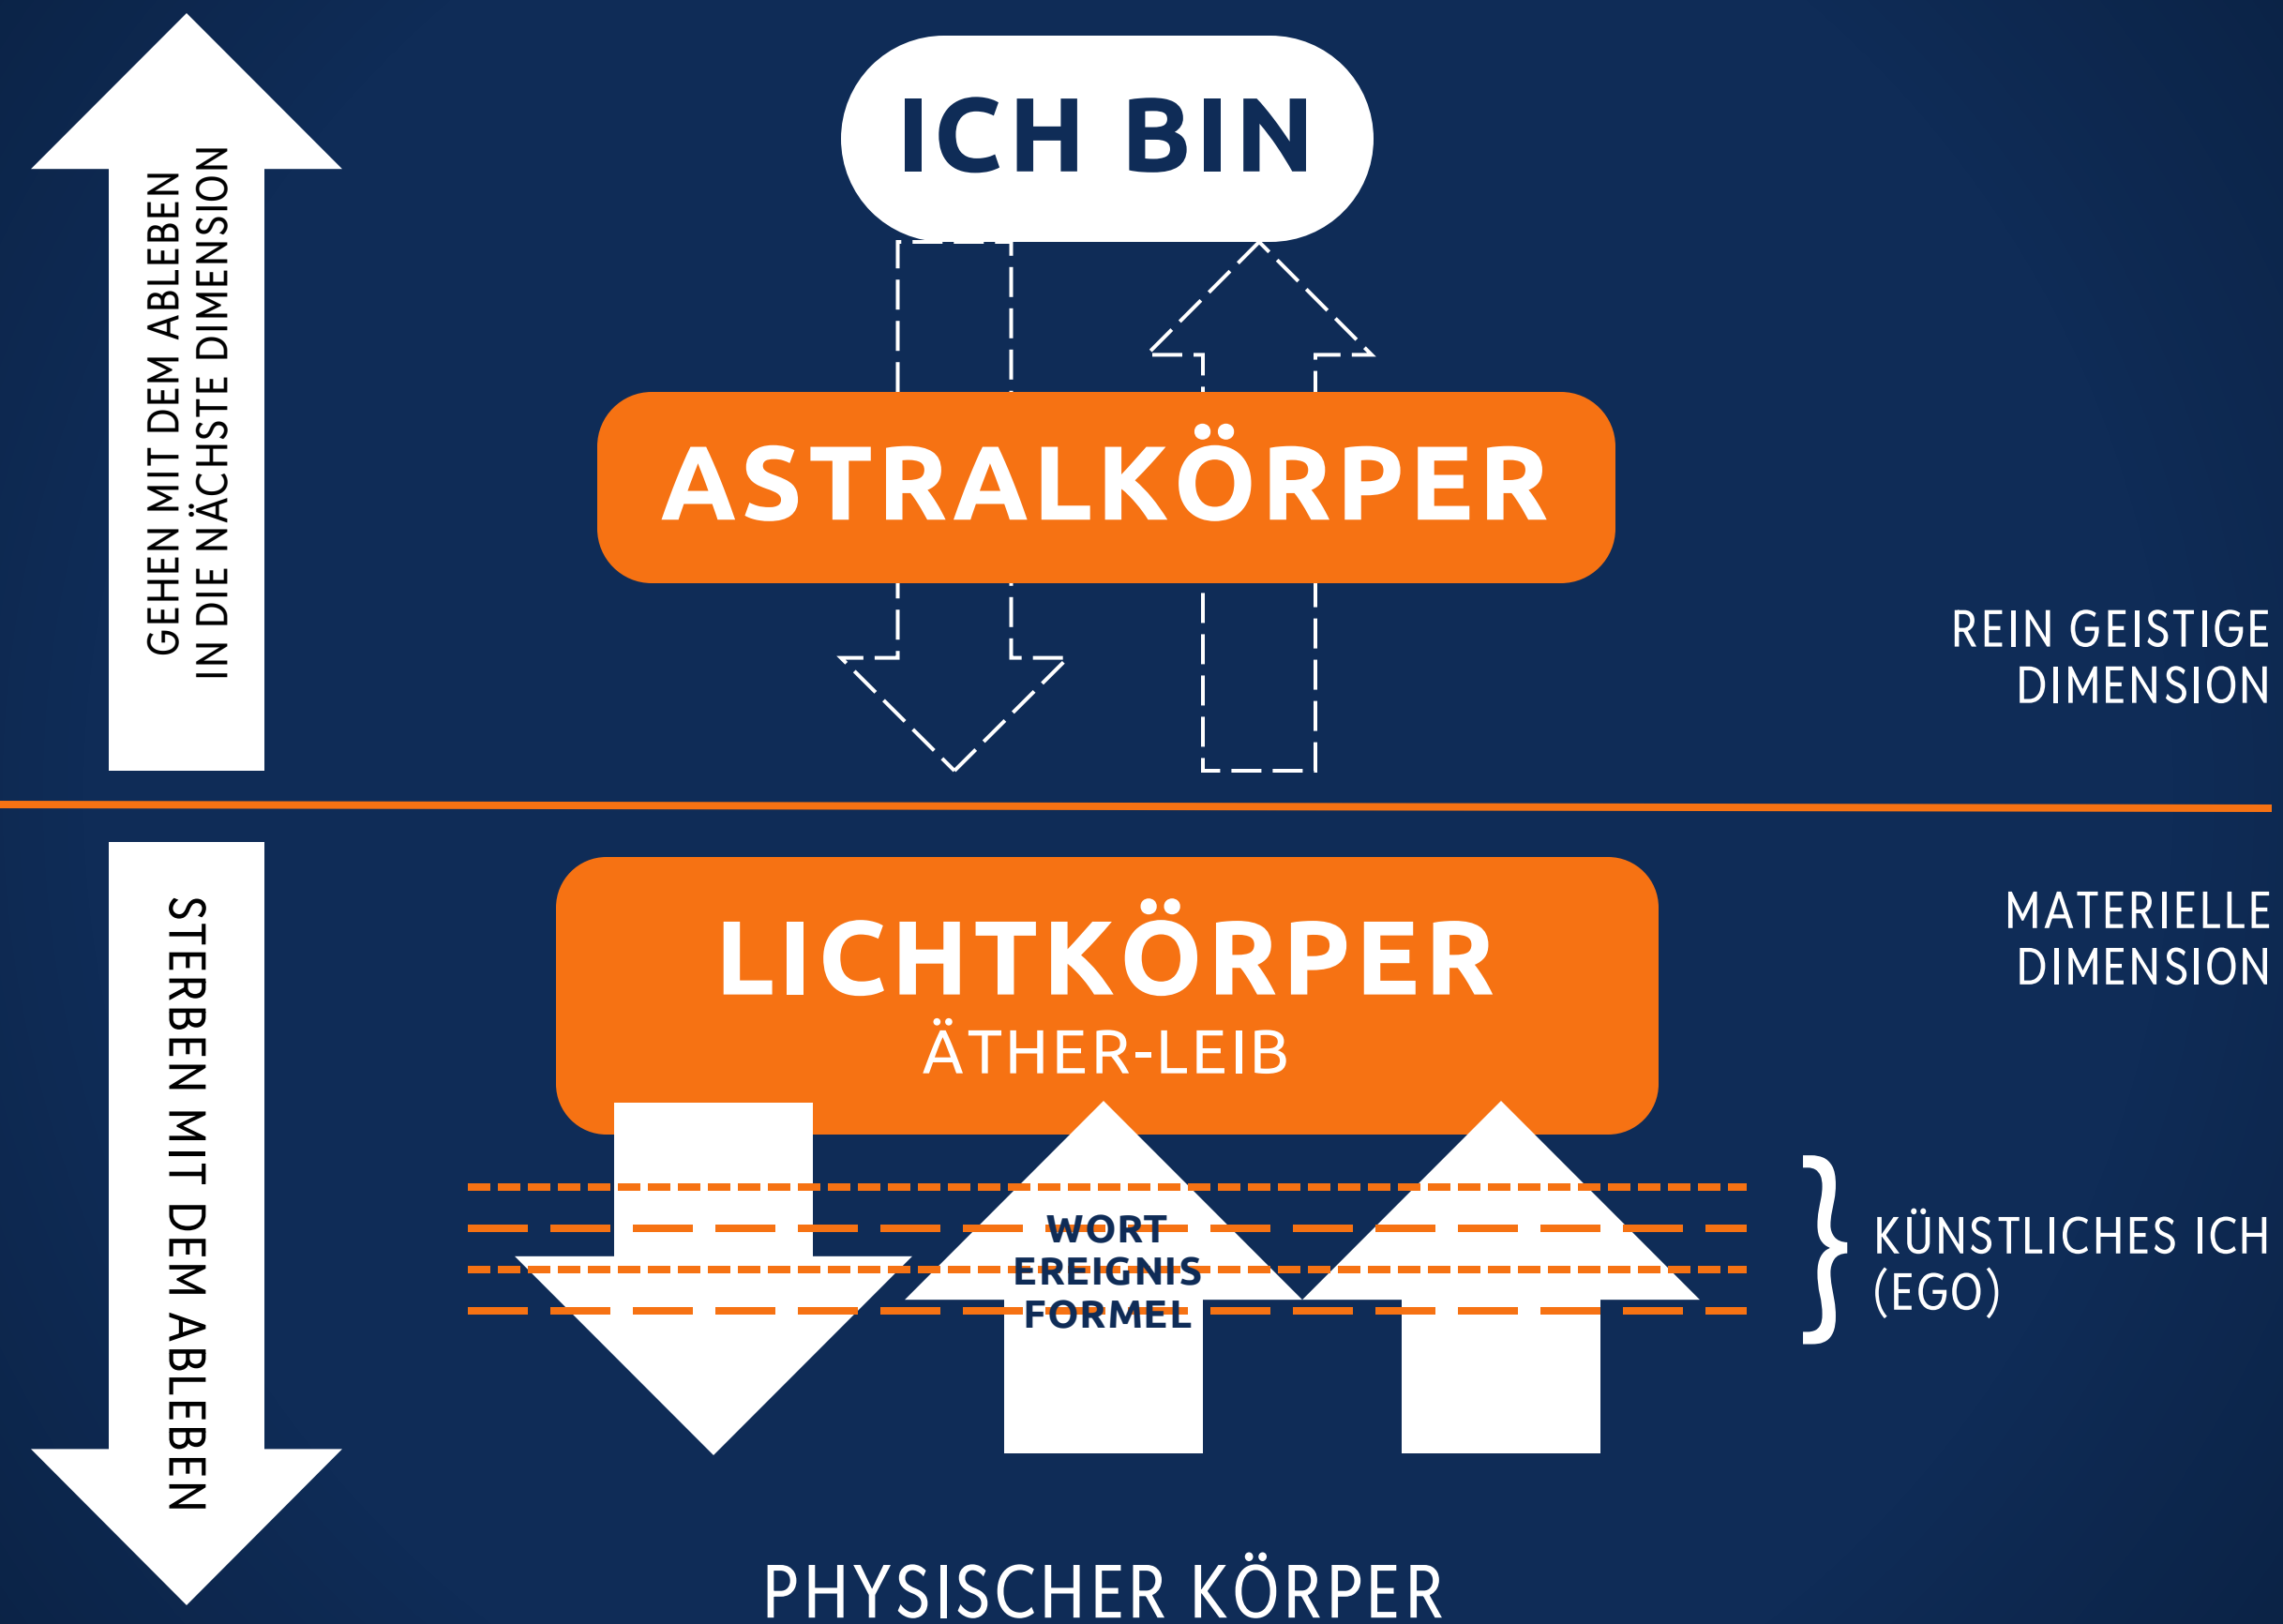 ICH BIN
GEHEN MIT DEM ABLEBEN
IN DIE NÄCHSTE DIMENSION
ASTRALKÖRPER
REIN GEISTIGE
DIMENSION
MATERIELLE
DIMENSION
LICHTKÖRPER
ÄTHER-LEIB
STERBEN MIT DEM ABLEBEN
WORT
EREIGNIS
FORMEL
KÜNSTLICHES ICH
(EGO)
PHYSISCHER KÖRPER